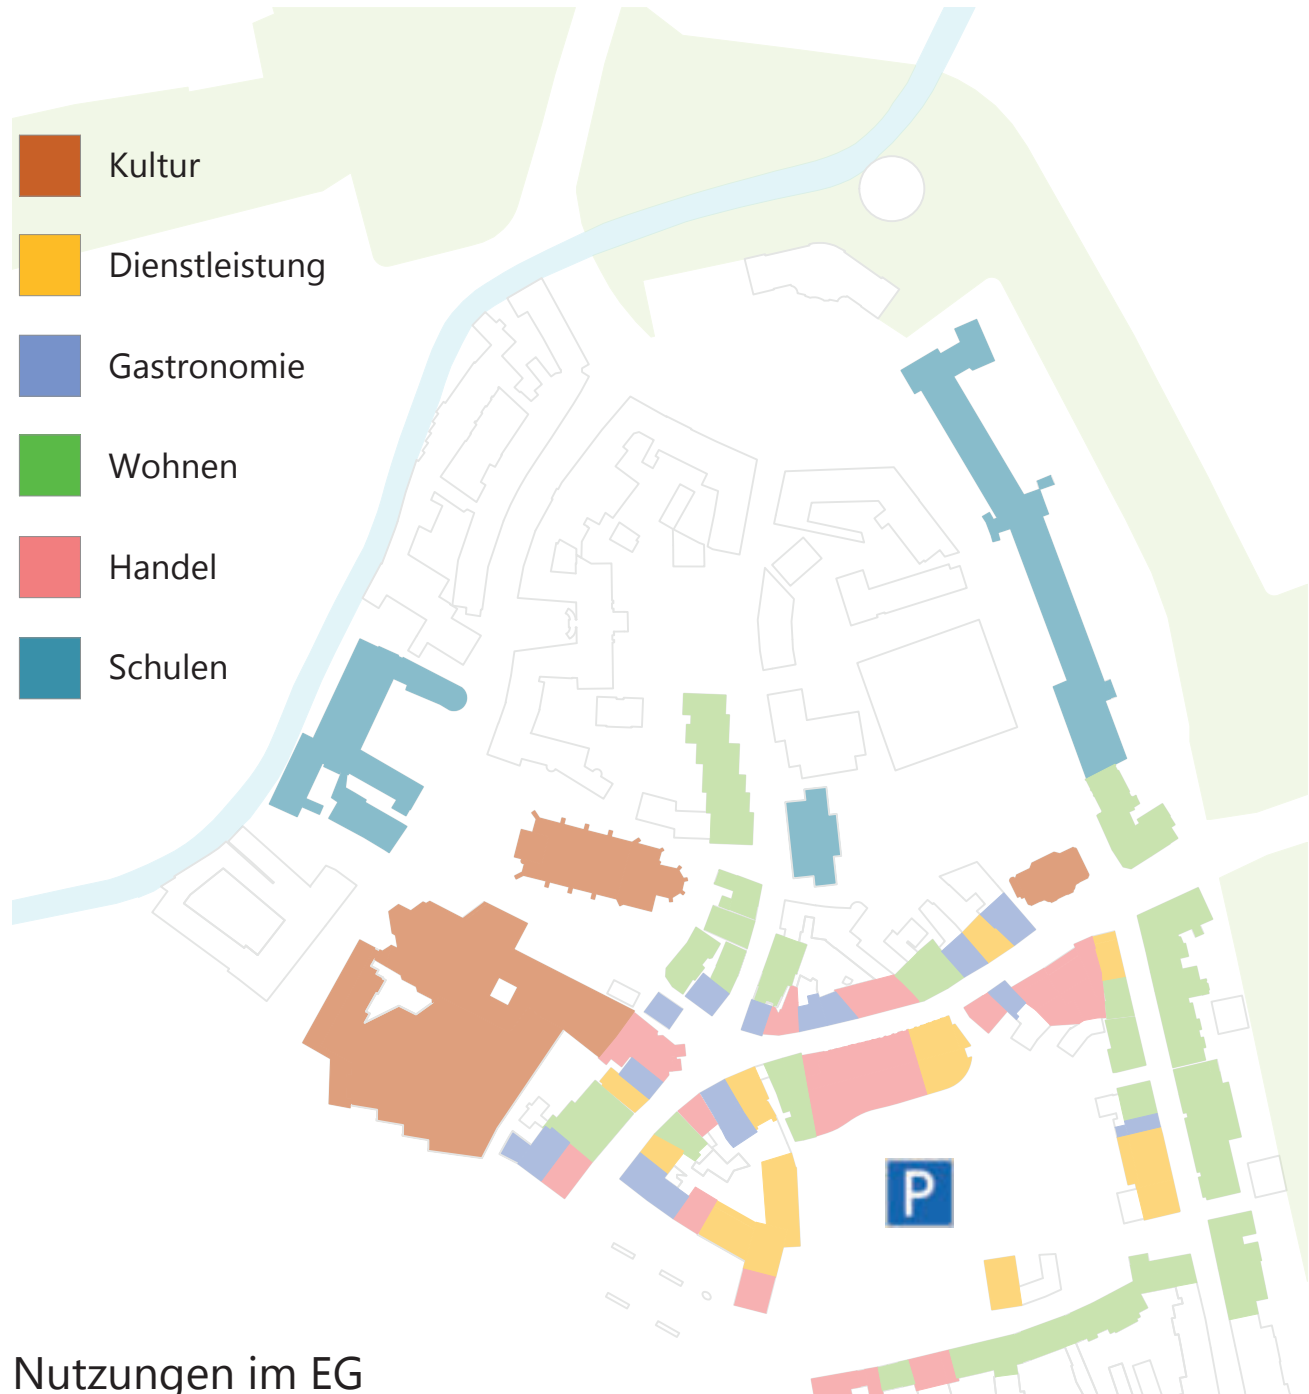 Kultur
Dienstleistung
Gastronomie
Wohnen
Handel
Schulen
P
Nutzungen im EG